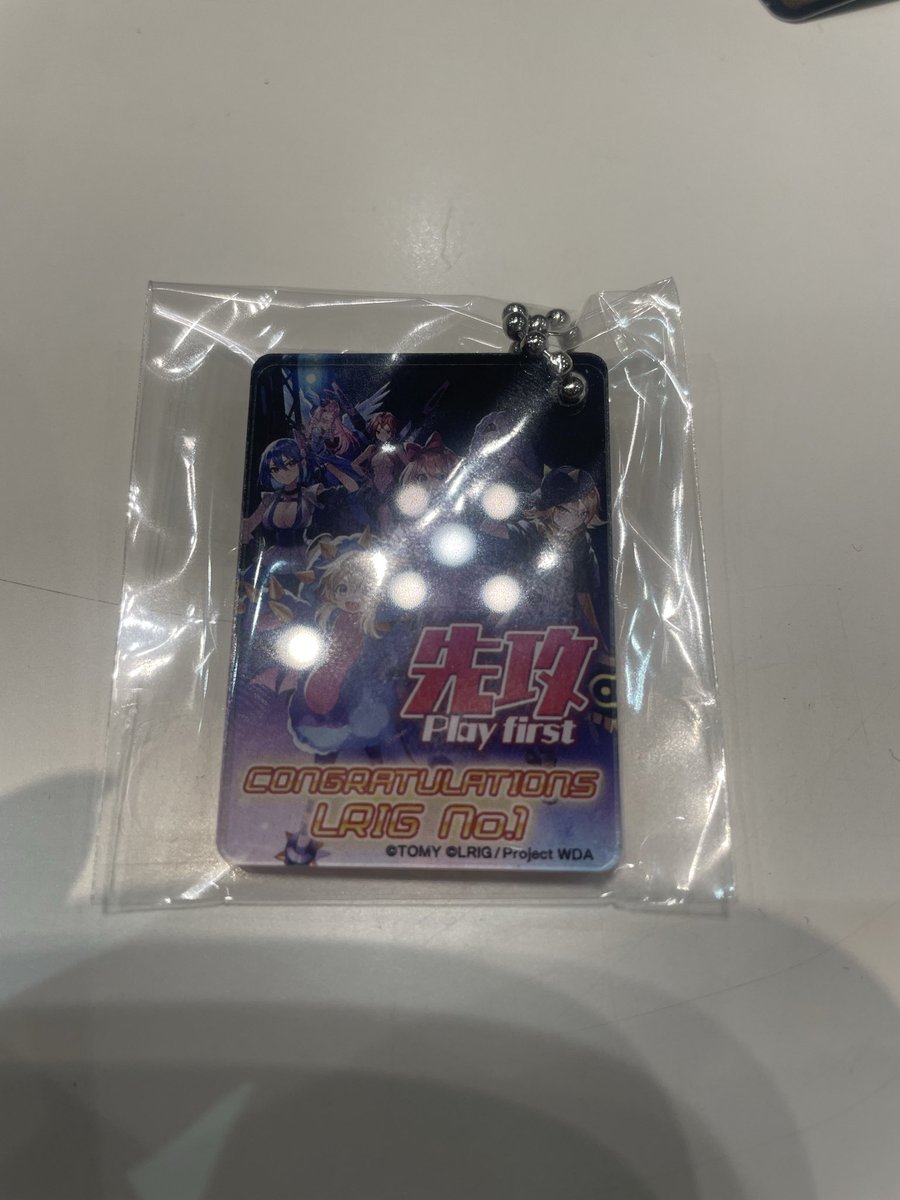 先攻
Play first
CONGRATULATIONS
LRIG No.1
©TOMY ©LRIG/Project WDA